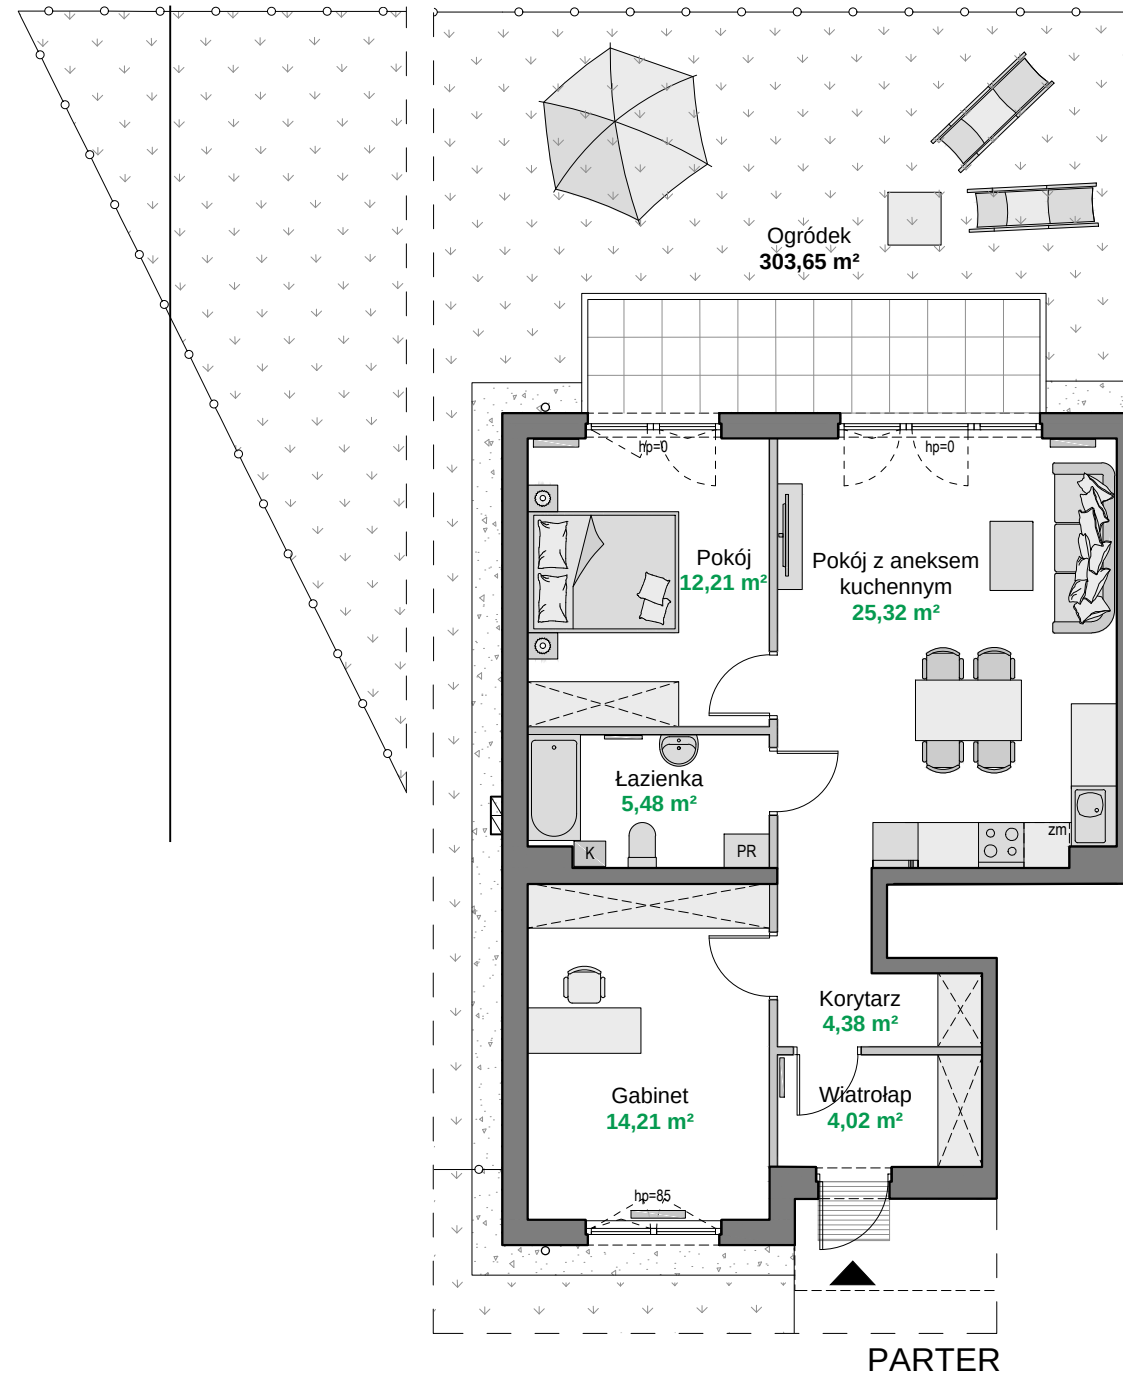 Ogródek
303,65 m²
hp=0
hp=0
Pokój
12,21 m²
Pokój z aneksem
kuchennym
25,32 m²
Łazienka
5,48 m²
zm
K
PR
Korytarz
4,38 m²
Gabinet
14,21 m²
Wiatrołap
4,02 m²
hp=85
PARTER